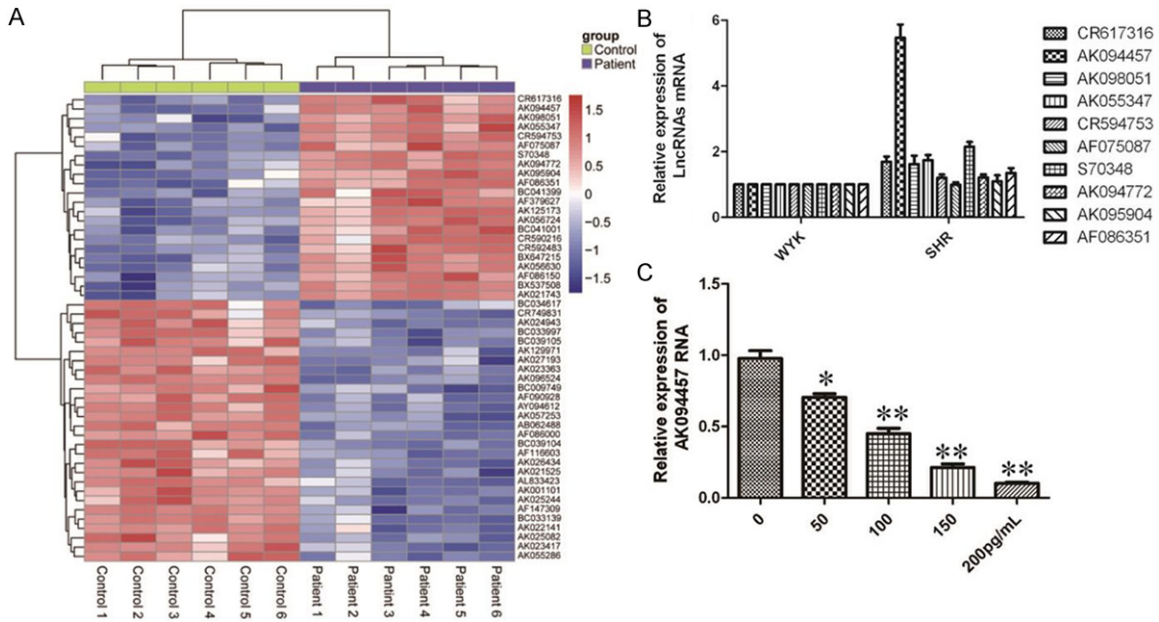 A
group
Control
Patient
CR617316
AK094457
AK098051
AK055347
CR594753
AF075087
S70348
AK094772
AK095904
AF086351
BC041399
AF379627
AK125173
AK056724
BC041001
CR590216
CR592483
BX647215
AK056630
AF086150
BX537508
AK021743
BC034617
CR749831
AK024943
BC033997
BC039105
AK129971
AK027193
AK023363
AK096524
BC009749
AF090928
AY094612
AK057253
AB062488
AF086000
BC039104
AF116603
AK026434
AK021525
AL833423
AK001101
AK025244
AF147309
BC033139
AK022141
AK025082
AK023417
AK055286
1.5
1
0.5
0
−0.5
−1
−1.5
Control 1
Control 2
Control 3
Control 4
Control 5
Control 6
Patient 1
Patient 2
Pantint 3
Patient 4
Patient 5
Patient 6
B
Relative expression of
LncRNAs mRNA
6
4
2
0
WYK
SHR
CR617316
AK094457
AK098051
AK055347
CR594753
AF075087
S70348
AK094772
AK095904
AF086351
C
Relative expression of
AK094457 RNA
1.5
1.0
0.5
0.0
*
**
**
**
0
50
100
150
200pg/mL